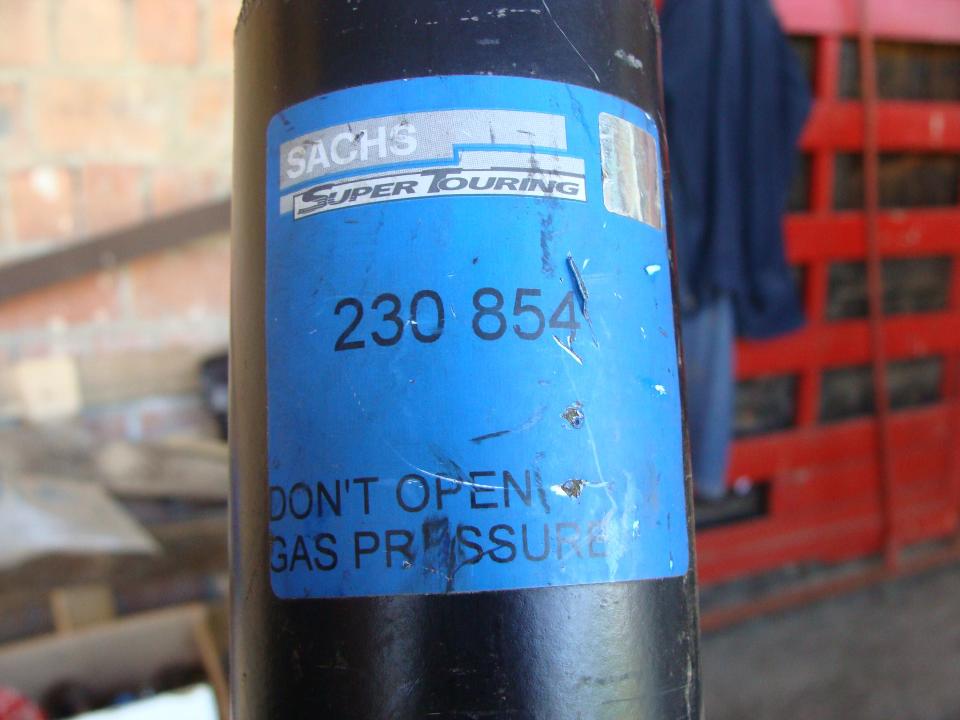 SACHS
SUPER TOURING
230 854
DON'T OPEN
GAS PRESSURE